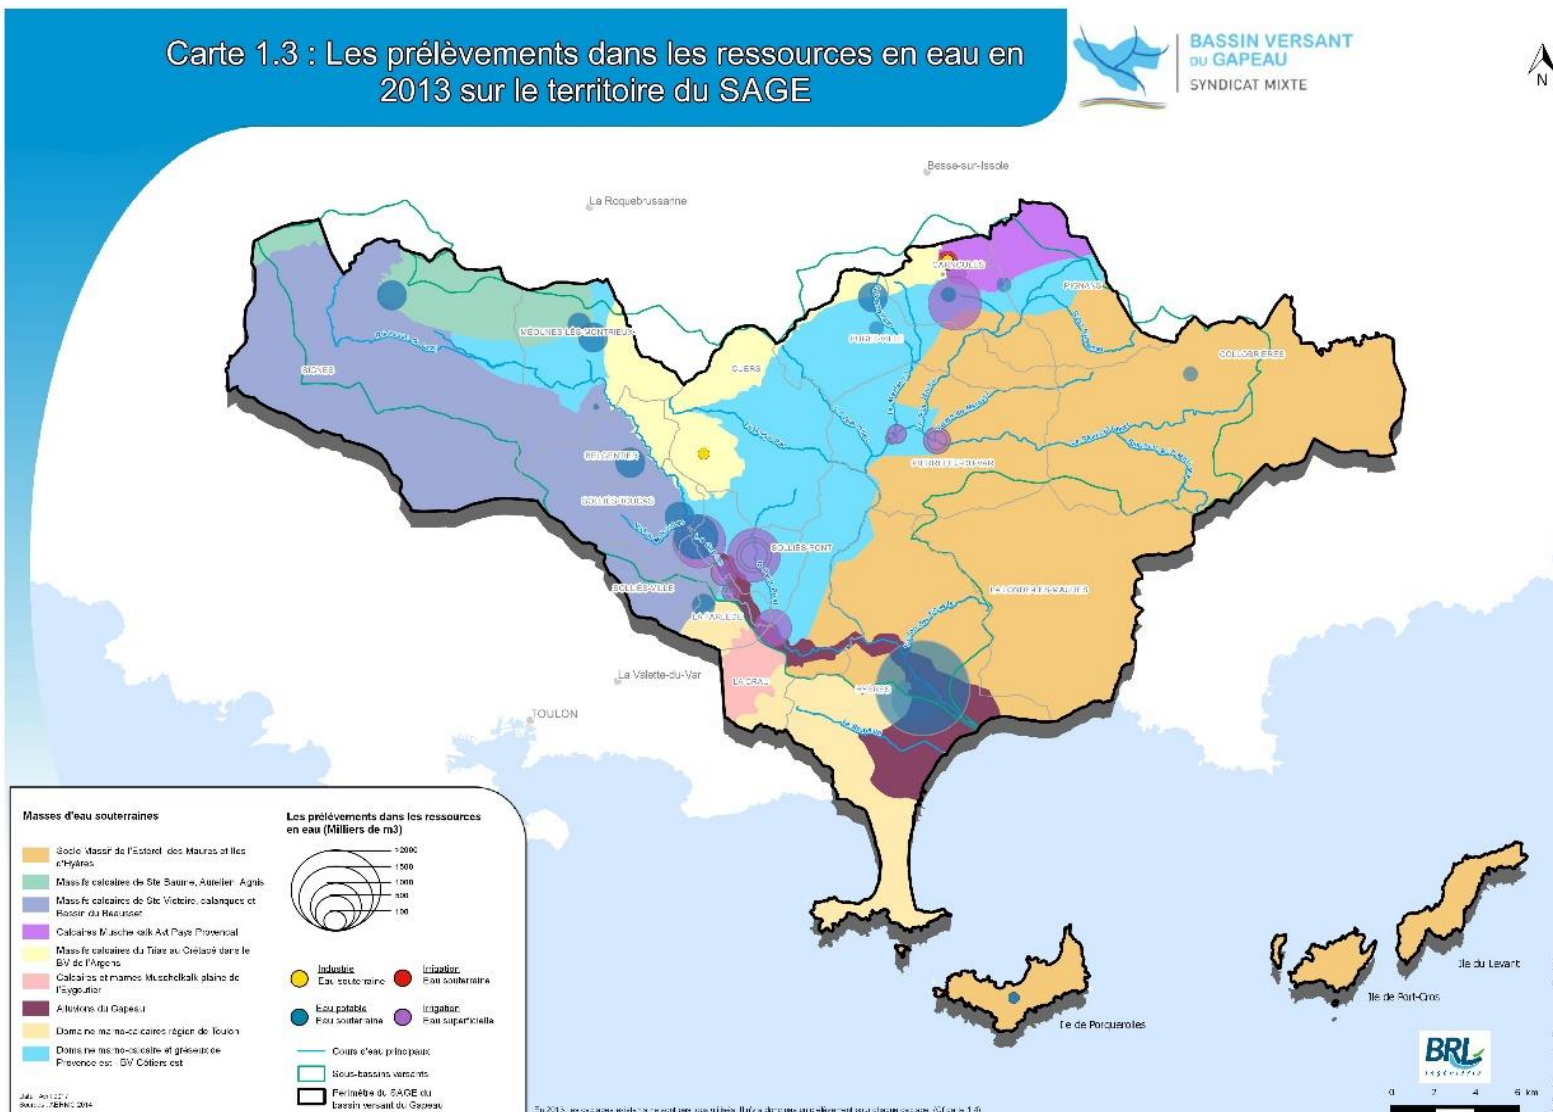 Carte 1.3 : Les prélèvements dans les ressources en eau en
2013 sur le territoire du SAGE
BASSIN VERSANT
DU GAPEAU
SYNDICAT MIXTE
N
Besse-sur-Issole
La Roquebrussanne
CARNOULES
PIGNANS
MÉOUNES-LÈS-MONTRIEUX
PUGET-VILLE
COLLOBRIÈRES
SIGNES
CUERS
BELGENTIER
PIERREFEU-DU-VAR
SOLLIÈS-TOUCAS
SOLLIÈS-PONT
SOLLIÈS-VILLE
LA LONDE-LES-MAURES
LA FARLÈDE
La Valette-du-Var
LA CRAU
HYÈRES
TOULON
Ile du Levant
Ile de Port-Cros
Ile de Porquerolles
Masses d'eau souterraines
Socle Massif de l'Esterel, des Maures et Iles
d'Hyères
Massifs calcaires de Ste Baume, Aurelien, Agnis
Massifs calcaires de Ste Victoire, calanques et
Bassin du Beausset
Calcaires Muschelkalk Avt Pays Provençal
Massifs calcaires du Trias au Crétacé dans le
BV de l'Argens
Calcaires et marnes Muschelkalk plaine de
l'Eygoutier
Alluvions du Gapeau
Domaine marno-calcaires région de Toulon
Domaine marno-calcaire et gréseux de
Provence est - BV Côtiers est
Les prélèvements dans les ressources
en eau (Milliers de m3)
>2000
1500
1000
500
100
Industrie
Eau souterraine
Irrigation
Eau souterraine
Eau potable
Eau souterraine
Irrigation
Eau superficielle
Cours d'eau principaux
Sous-bassins versants
Périmètre du SAGE du
bassin versant du Gapeau
BRL
Ingénierie
0 2 4 6 km